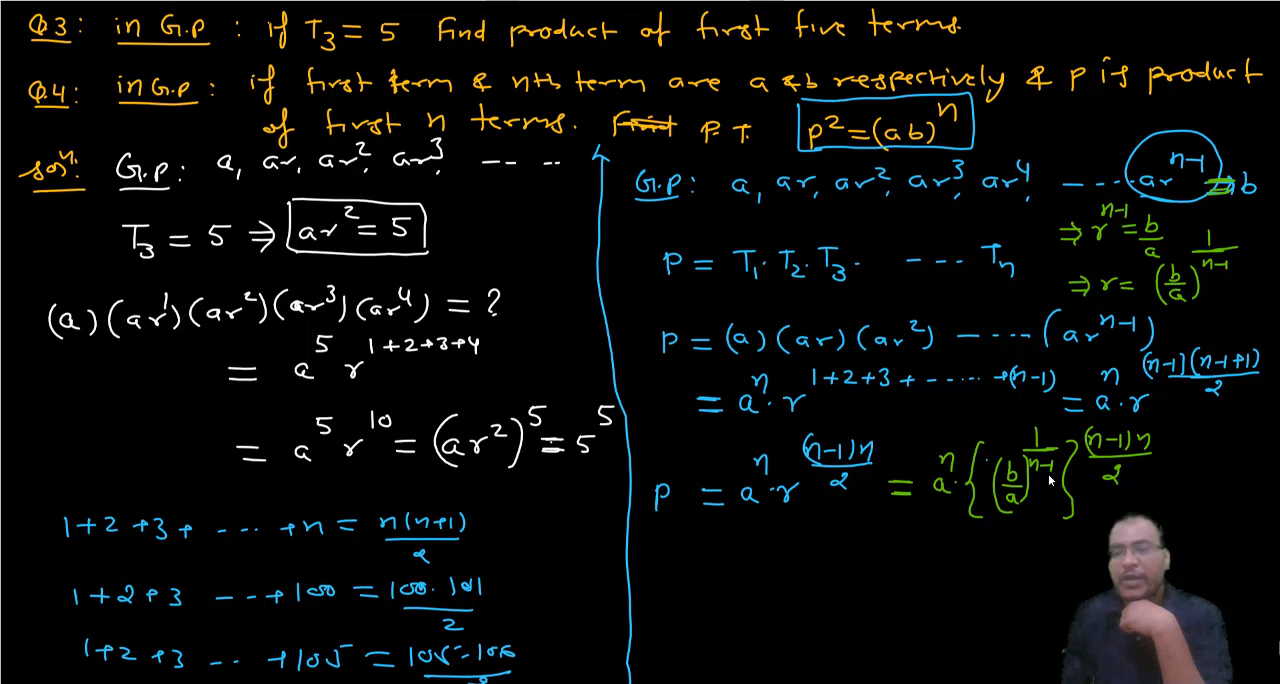 Q3: in G.P: if T₃ = 5 Find product of first five terms.
Q.4: in G.P: if first term & nth term are a & b respectively & P is product
of first n terms. P.T. P² = (ab)ⁿ
Solⁿ: G.P: a, ar, ar², ar³, -- --
T₃ = 5 ⇒ ar² = 5
(a)(ar¹)(ar²)(ar³)(ar⁴) = ?
= a⁵ r^(1+2+3+4)
= a⁵ r¹⁰ = (ar²)⁵ = 5⁵
1+2+3+ ---- +n = n(n+1)/2
1+2+3 ---+100 = 100·101/2
1+2+3 -- --+105 = 105·106/2
G.P: a, ar, ar², ar³, ar⁴, ---- ar^(n-1) → b
⇒ r^(n-1) = b/a
⇒ r = (b/a)^(1/(n-1))
P = T₁· T₂· T₃· ---- Tₙ
P = (a)(ar)(ar²) ------ (ar^(n-1))
= aⁿ· r^(1+2+3+------+(n-1)) = aⁿ· r^((n-1)(n-1+1)/2)
P = aⁿ· r^((n-1)n/2) = aⁿ· {(b/a)^(1/(n-1))}^((n-1)n/2)